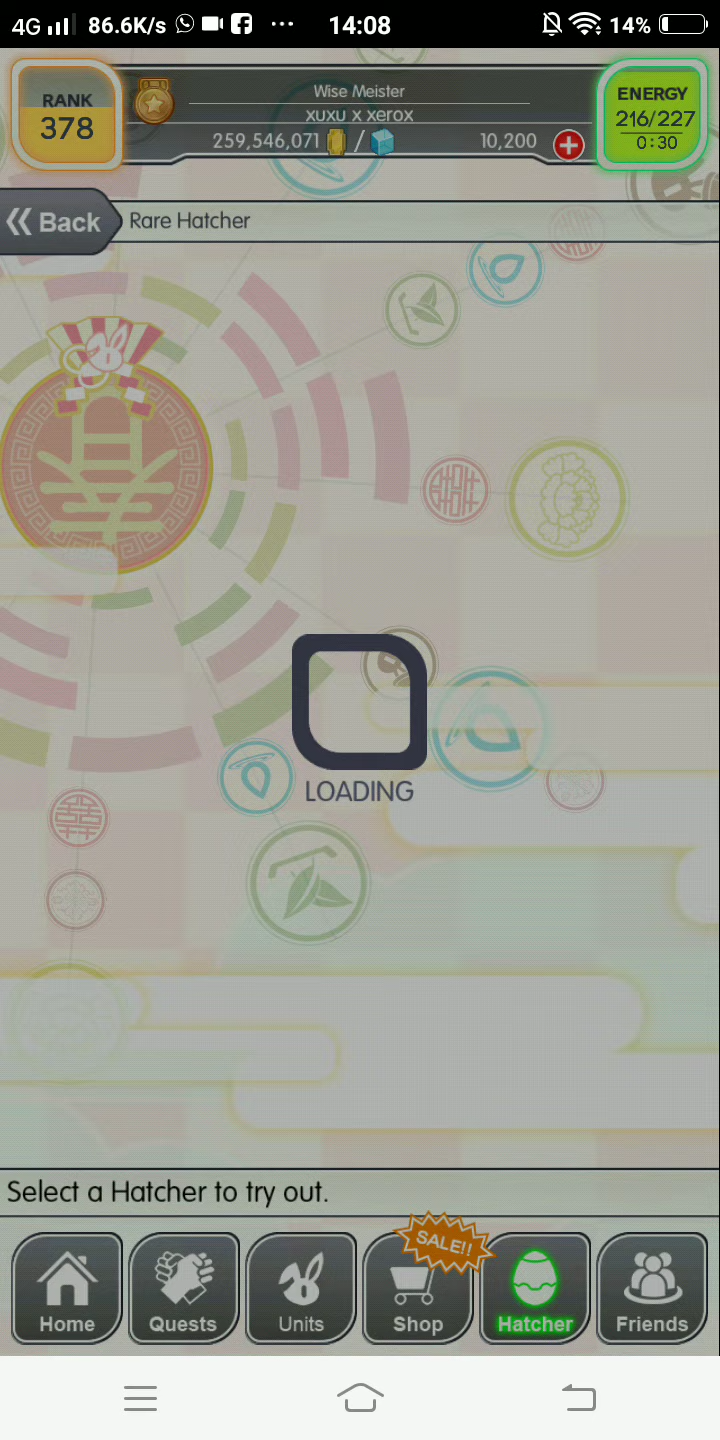 4G 86.6K/s ... 14:08 14%
RANK
378
Wise Meister
xuxu x xerox
259,546,071 / 10,200
ENERGY
216/227
0:30
Back
Rare Hatcher
LOADING
Select a Hatcher to try out.
SALE!!
Home Quests Units Shop Hatcher Friends